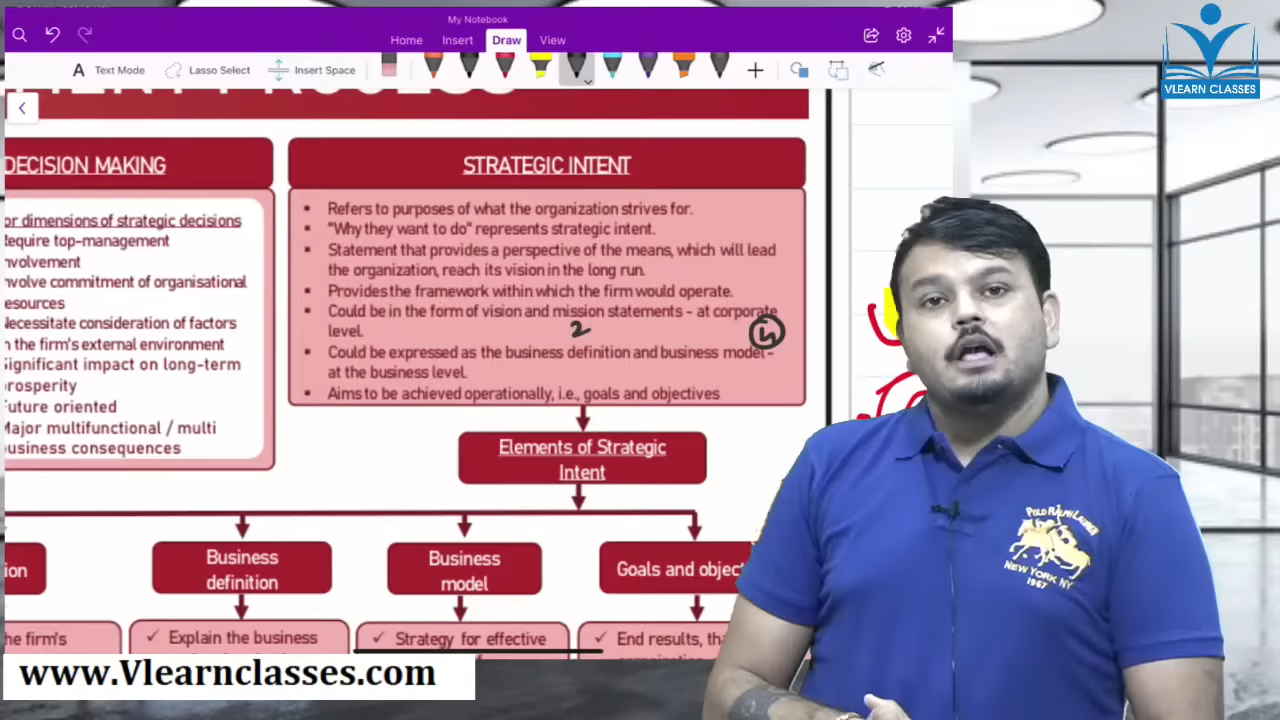 My Notebook
Home Insert Draw View
A Text Mode Lasso Select Insert Space
VLEARN CLASSES
PROCESS
DECISION MAKING
or dimensions of strategic decisions
Require top-management
nvolvement
nvolve commitment of organisational
esources
Necessitate consideration of factors
n the firm's external environment
Significant impact on long-term
prosperity
Future oriented
Major multifunctional / multi
business consequences
STRATEGIC INTENT
▪ Refers to purposes of what the organization strives for.
▪ "Why they want to do" represents strategic intent.
▪ Statement that provides a perspective of the means, which will lead
the organization, reach its vision in the long run.
▪ Provides the framework within which the firm would operate.
▪ Could be in the form of vision and mission statements - at corporate
level.
2
▪ Could be expressed as the business definition and business model -
at the business level.
▪ Aims to be achieved operationally, i.e., goals and objectives
Elements of Strategic
Intent
ion
Business
definition
Business
model
Goals and object
he firm's
✓ Explain the business
✓ Strategy for effective
✓ End results, tha
www.Vlearnclasses.com
POLO RALPH LAUREN
NEW YORK NY
1967